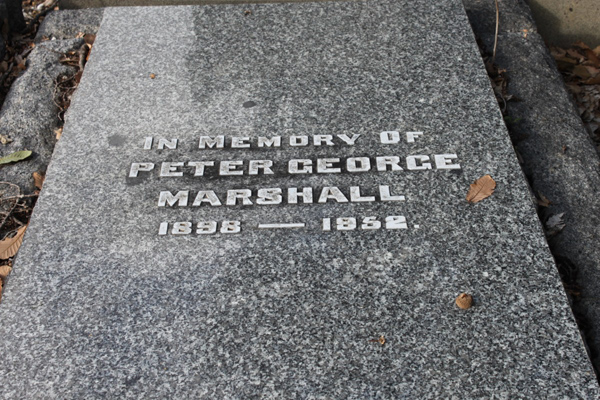 IN MEMORY OF
PETER GEORGE
MARSHALL
1898 — 1952.